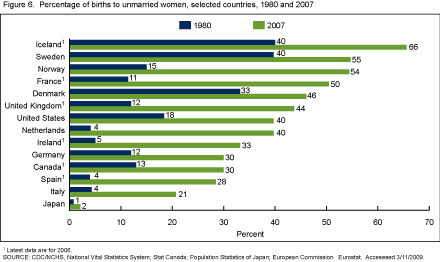 Figure 6.  Percentage of births to unmarried women, selected countries, 1980 and 2007
1980 2007
Iceland¹ 40 66
Sweden 40 55
Norway 15 54
France¹ 11 50
Denmark 33 46
United Kingdom¹ 12 44
United States 18 40
Netherlands 4 40
Ireland¹ 5 33
Germany 12 30
Canada¹ 13 30
Spain¹ 4 28
Italy 4 21
Japan 1 2
0 10 20 30 40 50 60 70
Percent
¹ Latest data are for 2006.
SOURCE: CDC/NCHS, National Vital Statistics System; Stat Canada; Population Statistics of Japan; European Commission. Eurostat. Accesesed 3/11/2009.